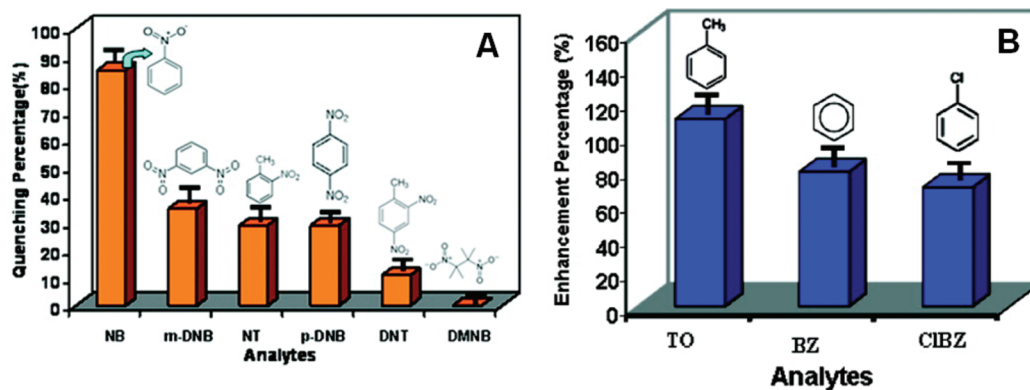 A
Quenching Percentage(%)
100
90
80
70
60
50
40
30
20
10
0
NB m-DNB NT p-DNB DNT DMNB
Analytes
O N⁺ O⁻
O N O N O O
CH₃ NO₂
NO₂ NO₂
CH₃ NO₂ NO₂
O N⁺ ⁻O N⁺ O⁻ O
B
Enhancement Percentage (%)
160
140
120
100
80
60
40
20
0
CH₃
Cl
TO BZ ClBZ
Analytes